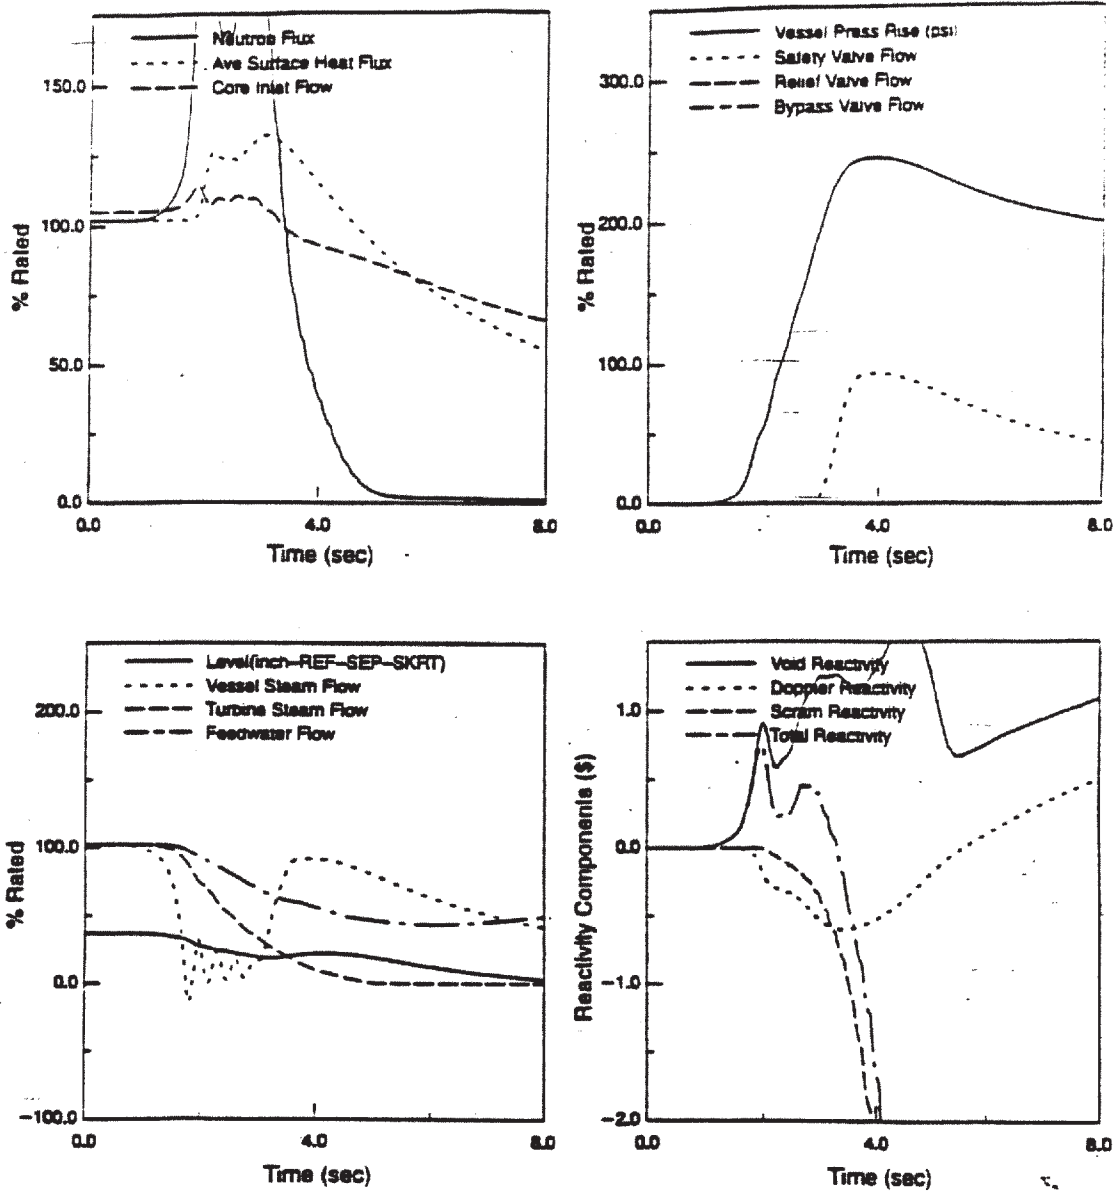 Neutron Flux
Ave Surface Heat Flux
Core Inlet Flow
150.0
100.0
50.0
0.0
% Rated
0.0 4.0 8.0
Time (sec)
Vessel Press Rise (psi)
Safety Valve Flow
Relief Valve Flow
Bypass Valve Flow
300.0
200.0
100.0
0.0
% Rated
0.0 4.0 8.0
Time (sec)
Level(inch-REF-SEP-SKRT)
Vessel Steam Flow
Turbine Steam Flow
Feedwater Flow
200.0
100.0
0.0
-100.0
% Rated
0.0 4.0 8.0
Time (sec)
Void Reactivity
Doppler Reactivity
Scram Reactivity
Total Reactivity
1.0
0.0
-1.0
-2.0
Reactivity Components ($)
0.0 4.0 8.0
Time (sec)